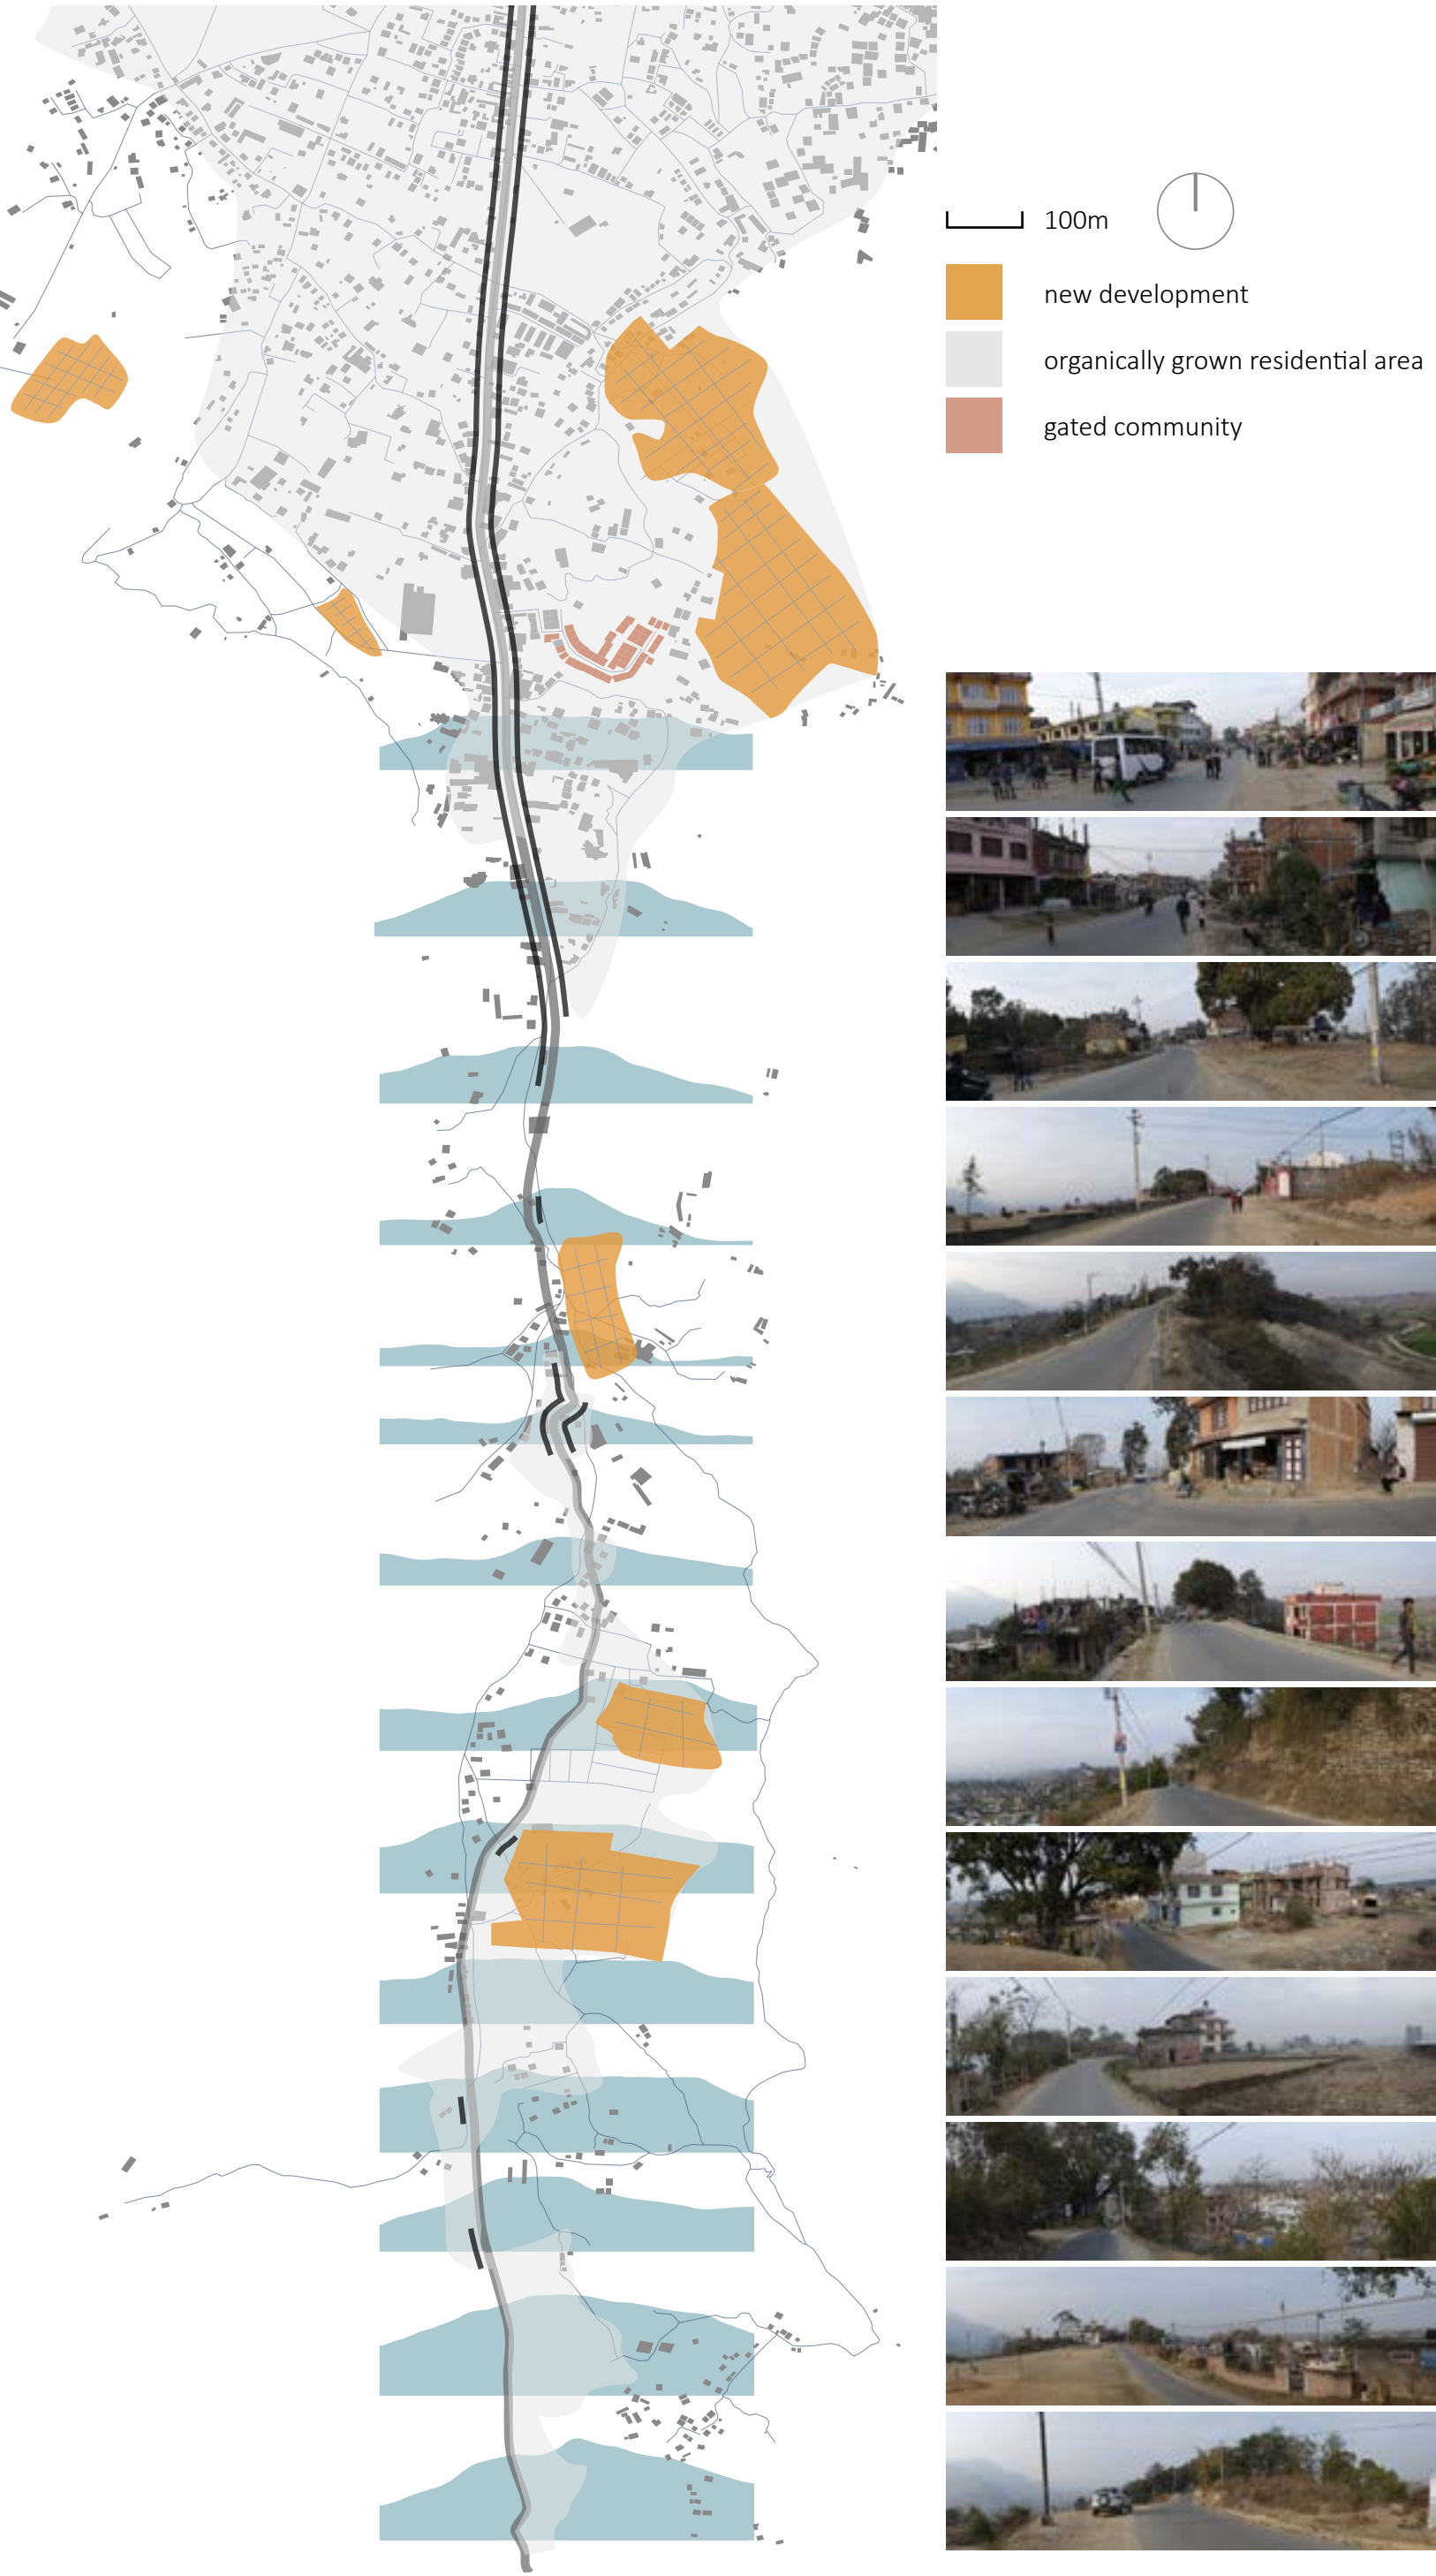 100m
new development
organically grown residential area
gated community